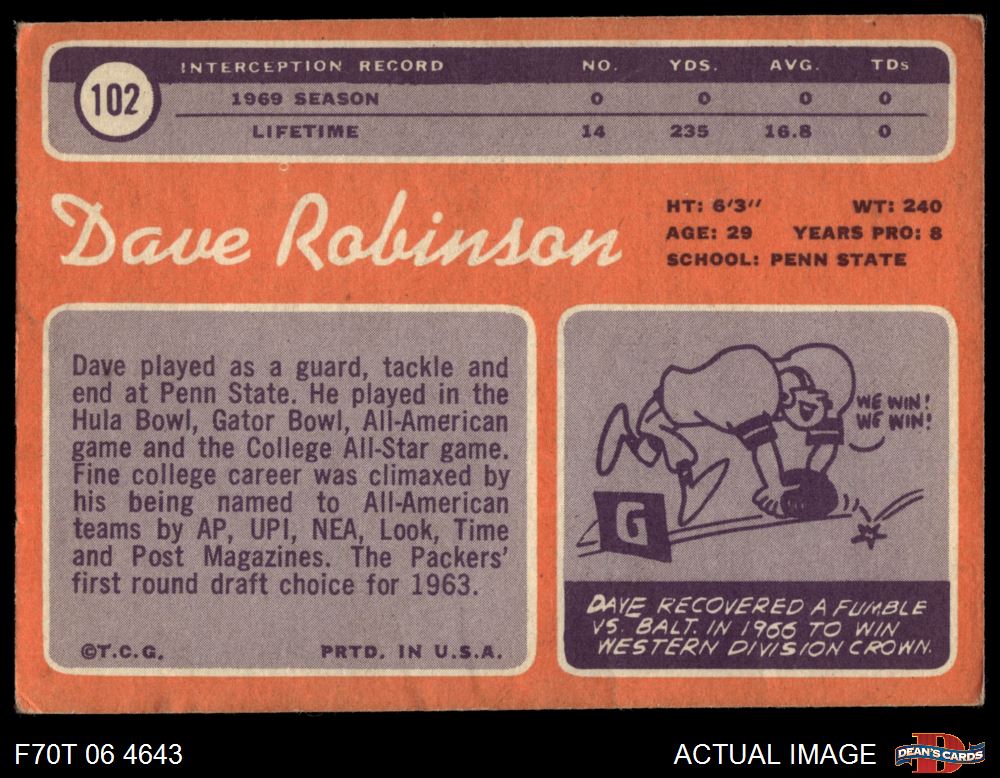 102
INTERCEPTION RECORD NO. YDS. AVG. TDs
1969 SEASON 0 0 0 0
LIFETIME 14 235 16.8 0
Dave Robinson
HT: 6'3" WT: 240
AGE: 29 YEARS PRO: 8
SCHOOL: PENN STATE
Dave played as a guard, tackle and
end at Penn State. He played in the
Hula Bowl, Gator Bowl, All-American
game and the College All-Star game.
Fine college career was climaxed by
his being named to All-American
teams by AP, UPI, NEA, Look, Time
and Post Magazines. The Packers'
first round draft choice for 1963.
©T.C.G. PRTD. IN U.S.A.
WE WIN!
WE WIN!
G
DAVE RECOVERED A FUMBLE
VS. BALT. IN 1966 TO WIN
WESTERN DIVISION CROWN.
F70T 06 4643
ACTUAL IMAGE
D
DEAN'S CARDS